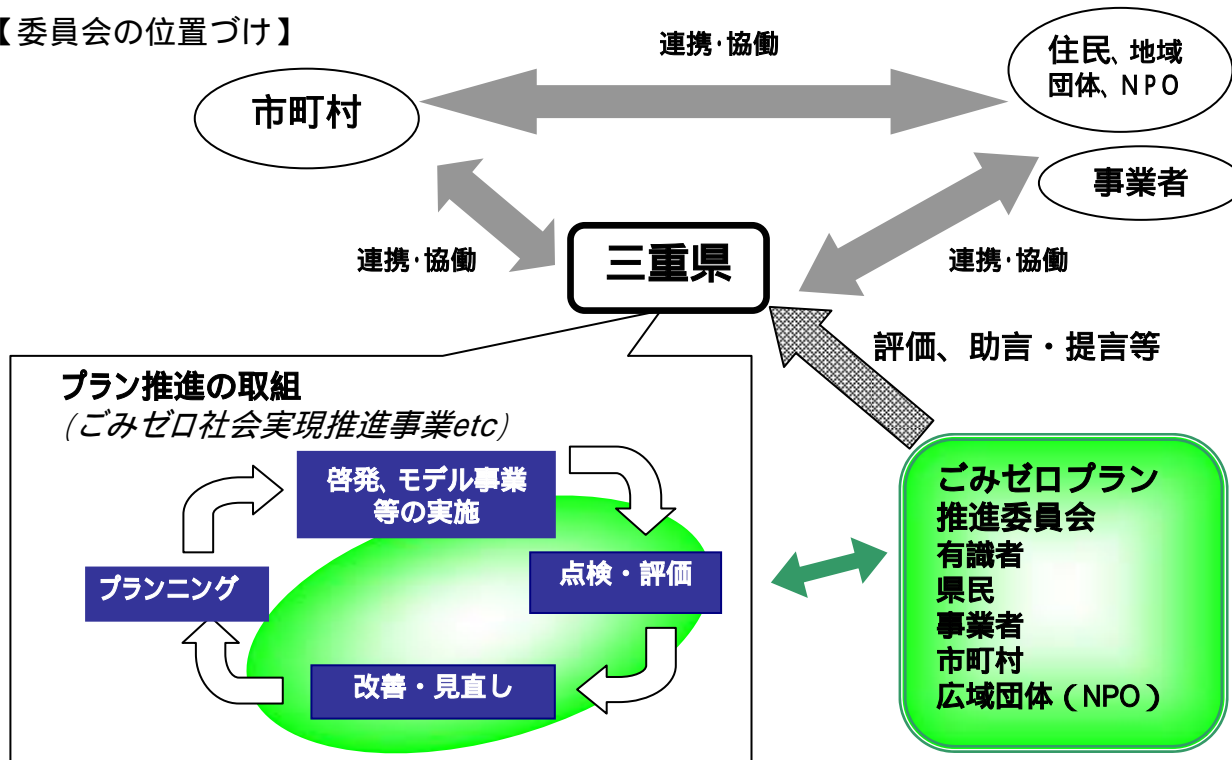 【委員会の位置づけ】
連携・協働
住民、地域
団体、NPO
市町村
事業者
三重県
連携・協働
連携・協働
評価、助言・提言等
プラン推進の取組
(ごみゼロ社会実現推進事業etc)
啓発、モデル事業
等の実施
点検・評価
プランニング
改善・見直し
ごみゼロプラン
推進委員会
有識者
県民
事業者
市町村
広域団体（NPO）